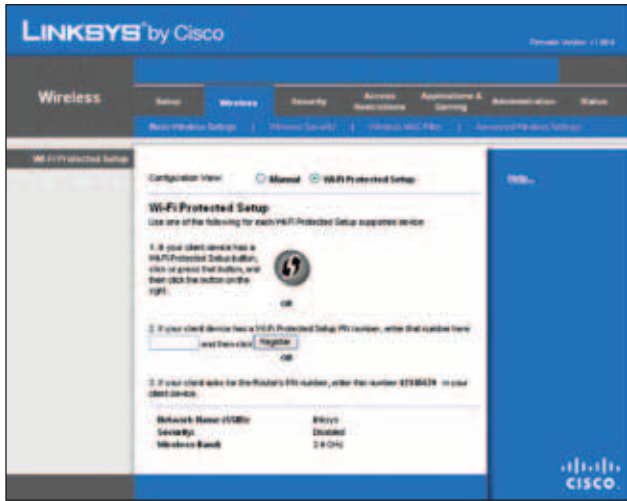 LINKSYS by Cisco
Firmware Version:
Wireless
Setup Wireless Security Access Restrictions Applications & Gaming Administration Status
Basic Wireless Settings | Wireless Security | Wireless MAC Filter | Advanced Wireless Settings
Wi-Fi Protected Setup
Configuration View: Manual Wi-Fi Protected Setup
Help...
Wi-Fi Protected Setup
Use one of the following for each Wi-Fi Protected Setup supported device
1. If your client device has a
Wi-Fi Protected Setup button,
click or press that button, and
then click the button on the
right.
OR
2. If your client device has a Wi-Fi Protected Setup PIN number, enter that number here
and then click Register
OR
3. If your client asks for the Router's PIN number, enter this number in your
client device.
Network Name (SSID): linksys
Security: Disabled
Wireless Band: 2.4 GHz
CISCO.